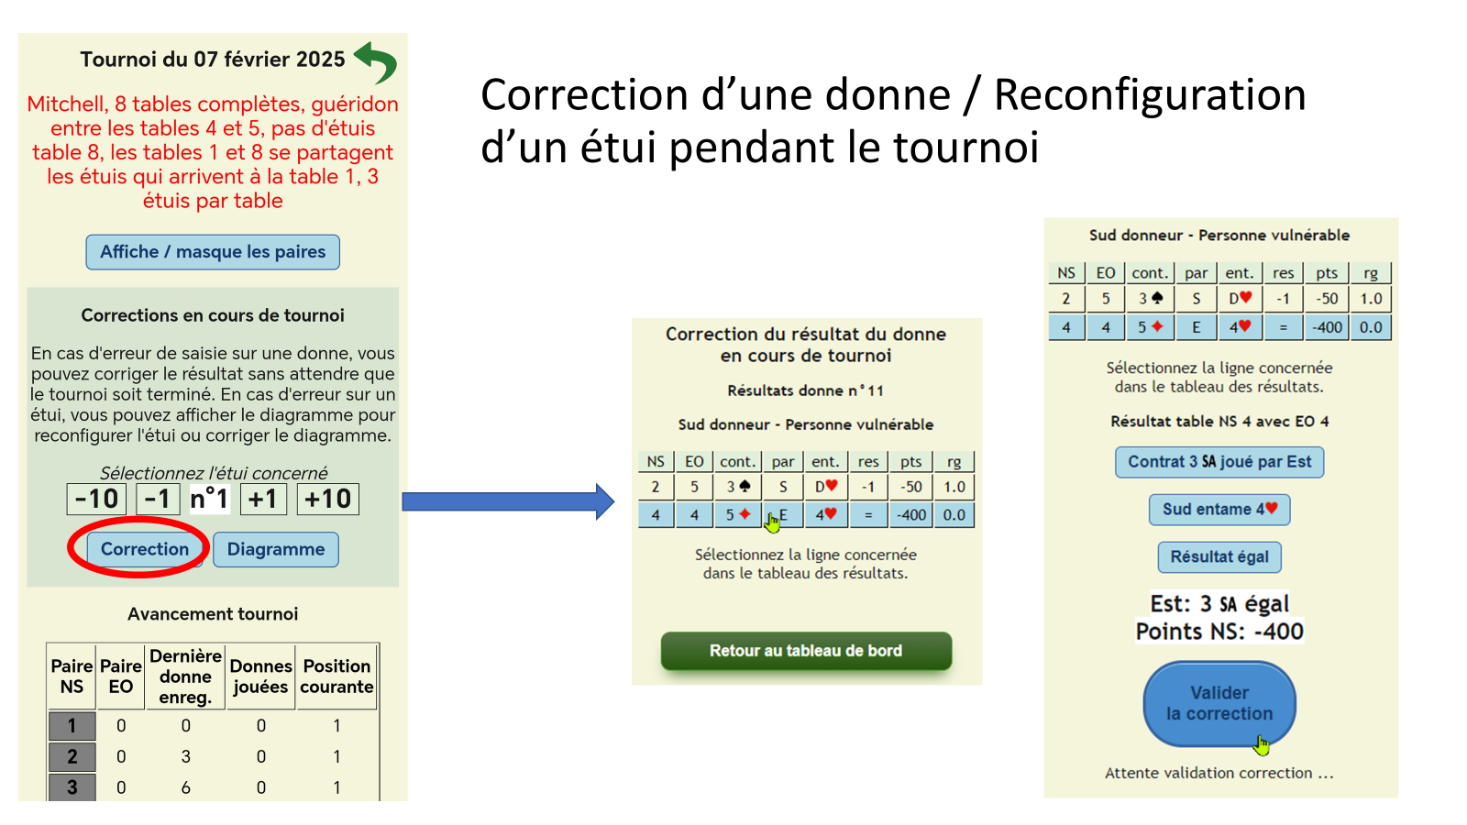 Correction d’une donne / Reconfiguration
d’un étui pendant le tournoi
Tournoi du 07 février 2025
Mitchell, 8 tables complètes, guéridon
entre les tables 4 et 5, pas d'étuis
table 8, les tables 1 et 8 se partagent
les étuis qui arrivent à la table 1, 3
étuis par table
Affiche / masque les paires
Corrections en cours de tournoi
En cas d'erreur de saisie sur une donne, vous
pouvez corriger le résultat sans attendre que
le tournoi soit terminé. En cas d'erreur sur un
étui, vous pouvez afficher le diagramme pour
reconfigurer l'étui ou corriger le diagramme.
Sélectionnez l'étui concerné
-10 -1 n°1 +1 +10
Correction Diagramme
Avancement tournoi
Paire NS Paire EO Dernière donne enreg. Donnes jouées Position courante
1 0 0 0 1
2 0 3 0 1
3 0 6 0 1
Correction du résultat du donne
en cours de tournoi
Résultats donne n°11
Sud donneur - Personne vulnérable
NS EO cont. par ent. res pts rg
2 5 3♠ S D♥ -1 -50 1.0
4 4 5♦ E 4♥ = -400 0.0
Sélectionnez la ligne concernée
dans le tableau des résultats.
Retour au tableau de bord
Sud donneur - Personne vulnérable
NS EO cont. par ent. res pts rg
2 5 3♠ S D♥ -1 -50 1.0
4 4 5♦ E 4♥ = -400 0.0
Sélectionnez la ligne concernée
dans le tableau des résultats.
Résultat table NS 4 avec EO 4
Contrat 3 SA joué par Est
Sud entame 4♥
Résultat égal
Est: 3 SA égal
Points NS: -400
Valider
la correction
Attente validation correction ...